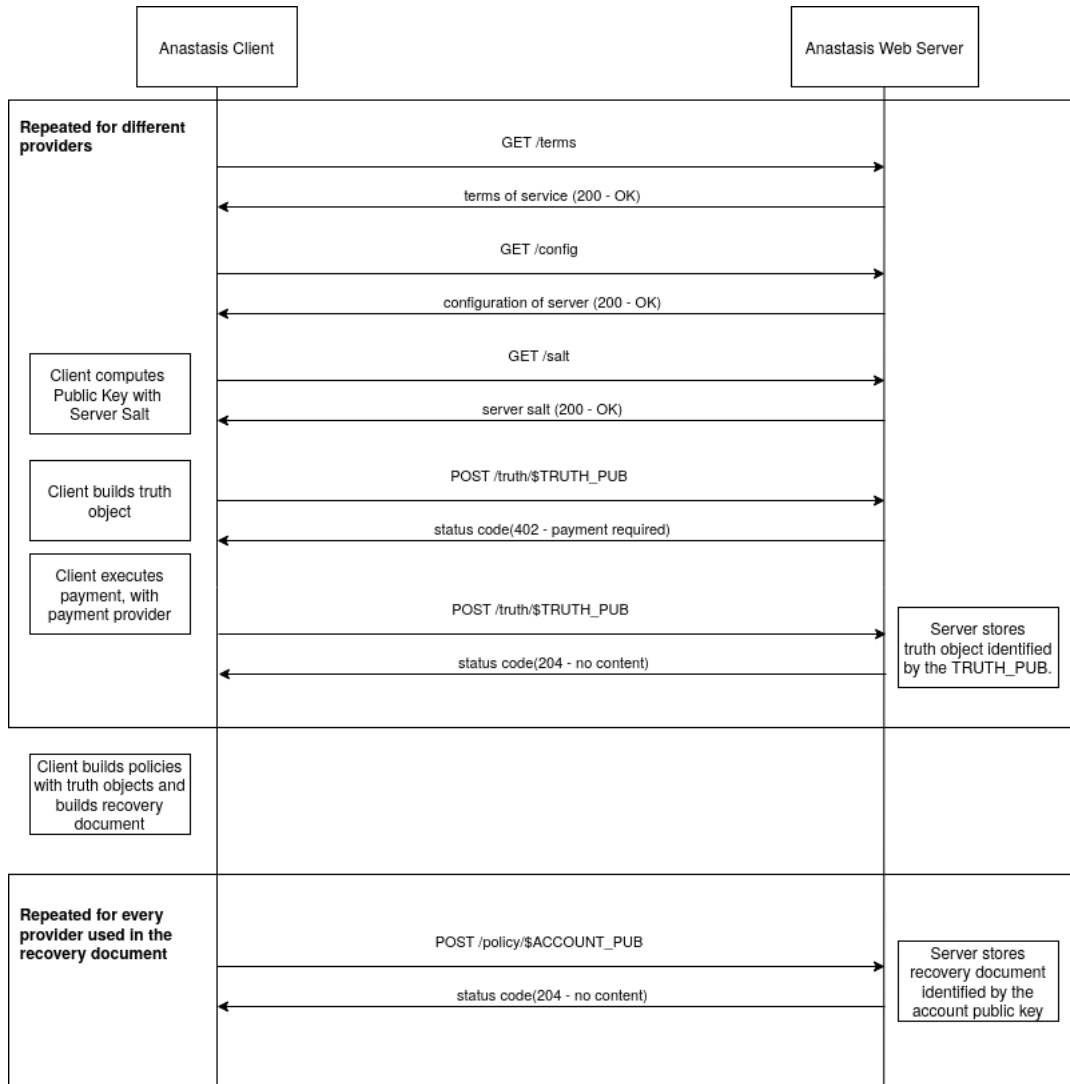 Anastasis Client
Anastasis Web Server
Repeated for different
providers
GET /terms
terms of service (200 - OK)
GET /config
configuration of server (200 - OK)
Client computes
Public Key with
Server Salt
GET /salt
server salt (200 - OK)
Client builds truth
object
POST /truth/$TRUTH_PUB
status code(402 - payment required)
Client executes
payment, with
payment provider
POST /truth/$TRUTH_PUB
status code(204 - no content)
Server stores
truth object identified
by the TRUTH_PUB.
Client builds policies
with truth objects and
builds recovery
document
Repeated for every
provider used in the
recovery document
POST /policy/$ACCOUNT_PUB
status code(204 - no content)
Server stores
recovery document
identified by the
account public key